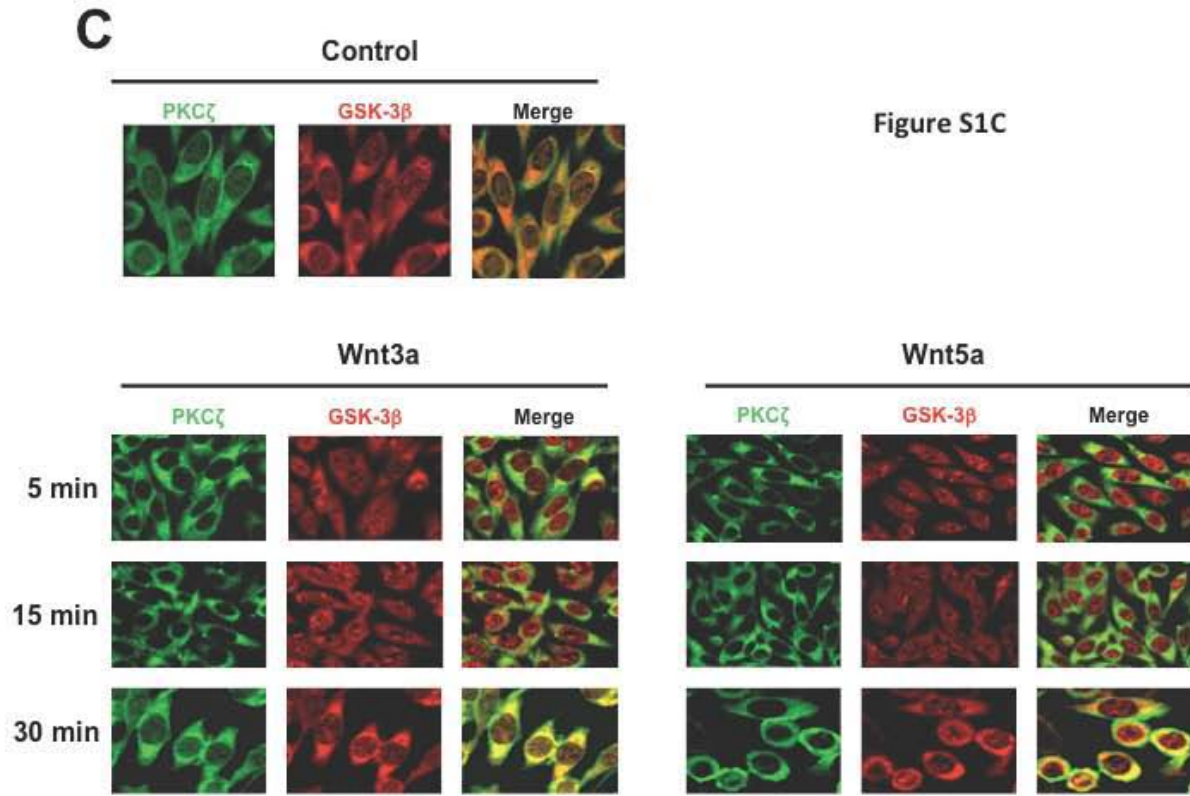 C
Control
PKCζ GSK-3β Merge
Figure S1C
Wnt3a Wnt5a
PKCζ GSK-3β Merge PKCζ GSK-3β Merge
5 min
15 min
30 min